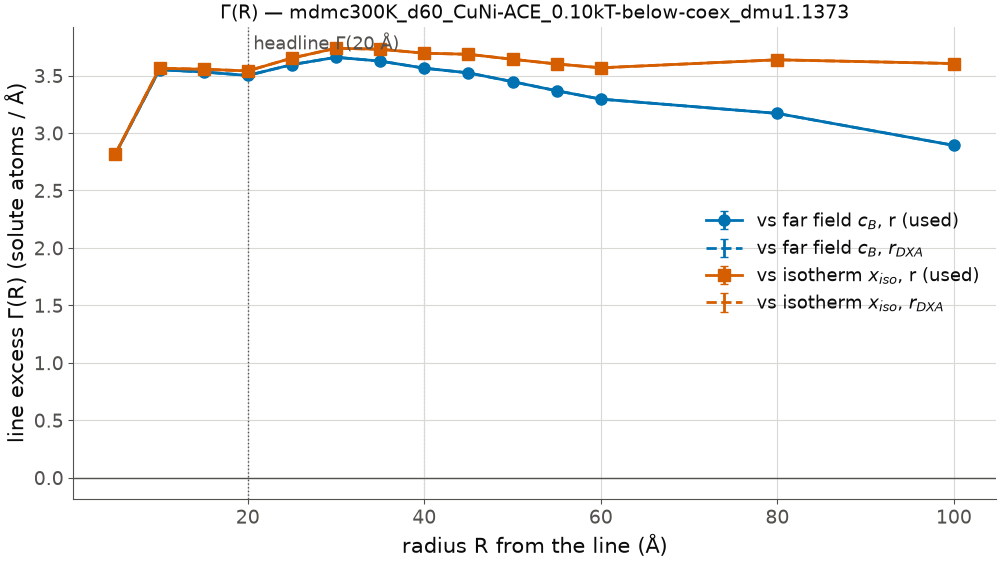 Γ(R) — mdmc300K_d60_CuNi-ACE_0.10kT-below-coex_dmu1.1373
headline Γ(20 Å)
line excess Γ(R) (solute atoms / Å)
3.5
3.0
2.5
2.0
1.5
1.0
0.5
0.0
vs far field c_B, r (used)
vs far field c_B, r_DXA
vs isotherm x_iso, r (used)
vs isotherm x_iso, r_DXA
20 40 60 80 100
radius R from the line (Å)